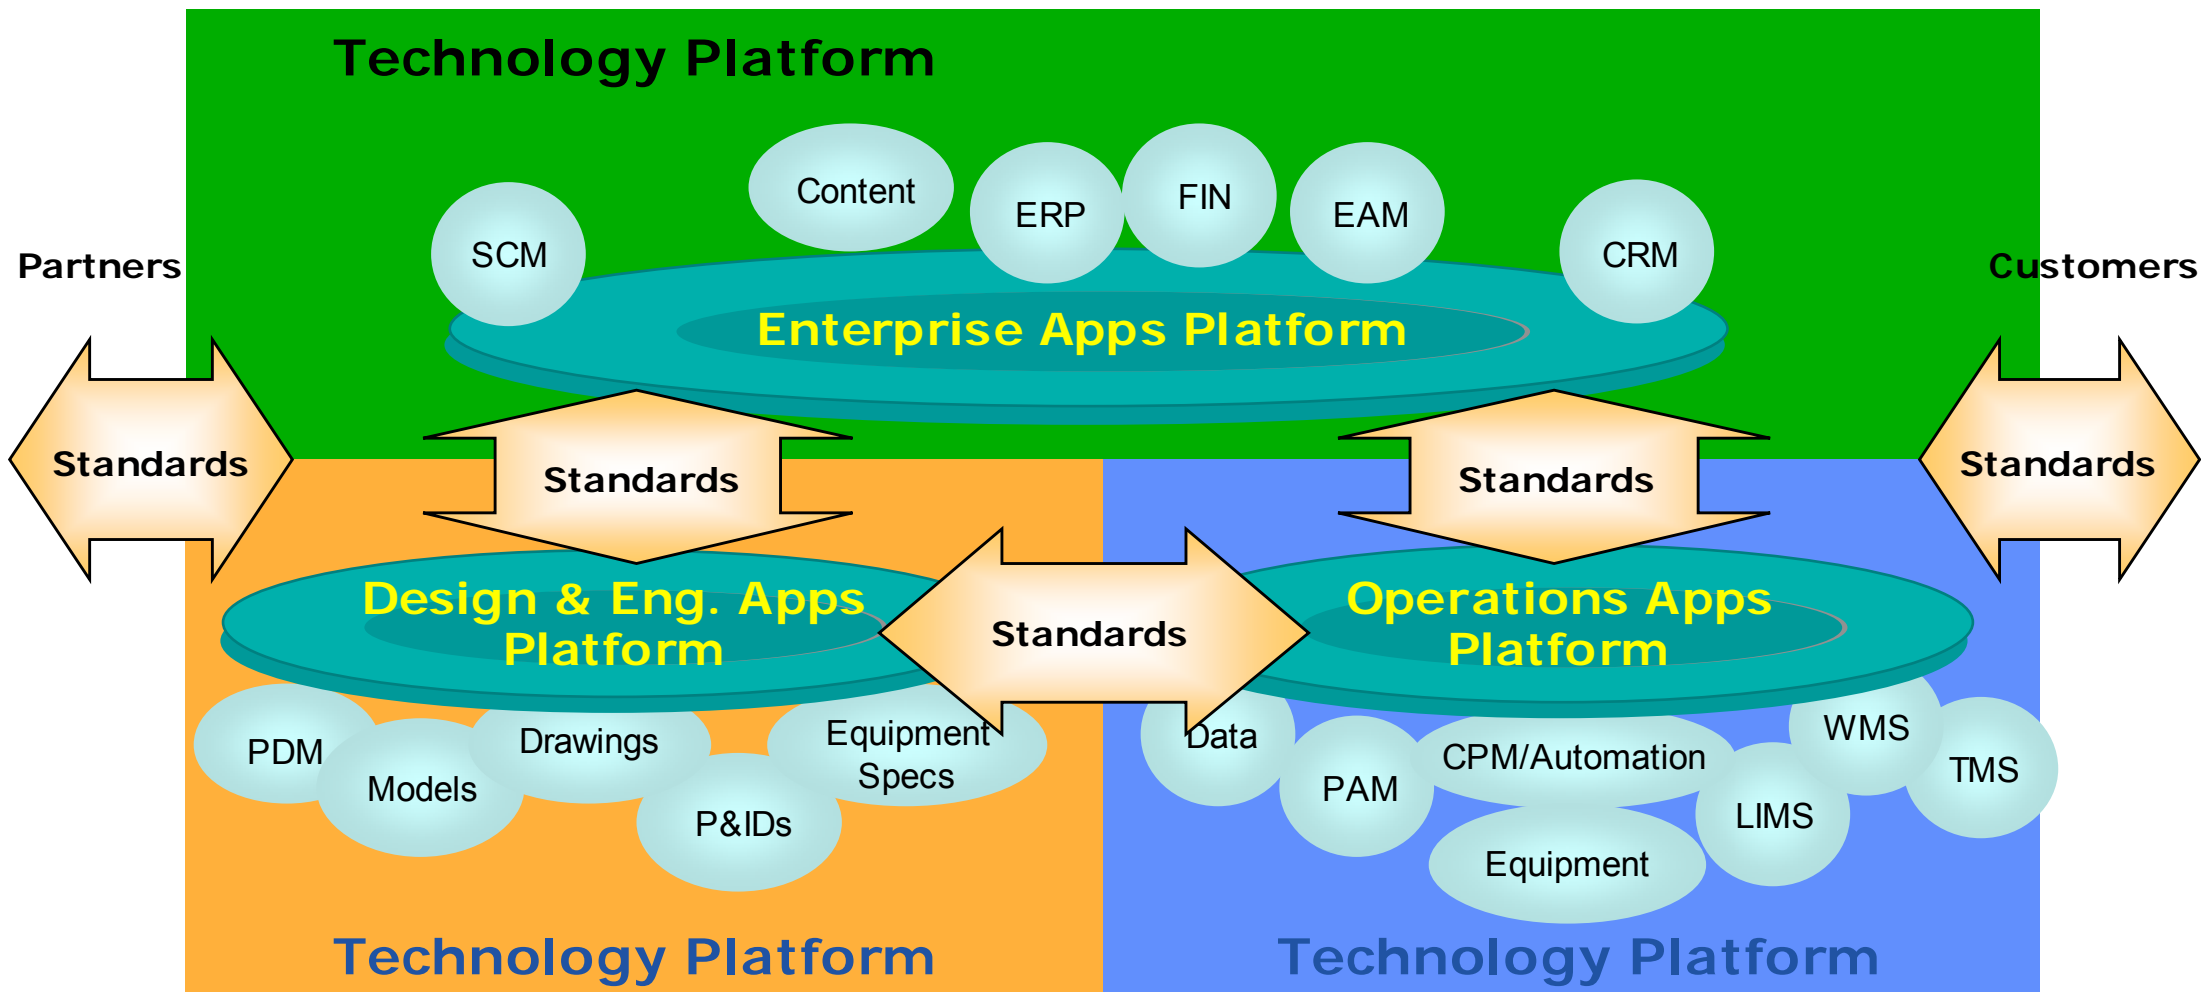 Technology Platform
Content
ERP
FIN
EAM
SCM
CRM
Partners
Customers
Enterprise Apps Platform
Standards
Standards
Standards
Standards
Design & Eng. Apps
Platform
Standards
Operations Apps
Platform
PDM
Models
Drawings
P&IDs
Equipment
Specs
Data
PAM
CPM/Automation
Equipment
LIMS
WMS
TMS
Technology Platform
Technology Platform